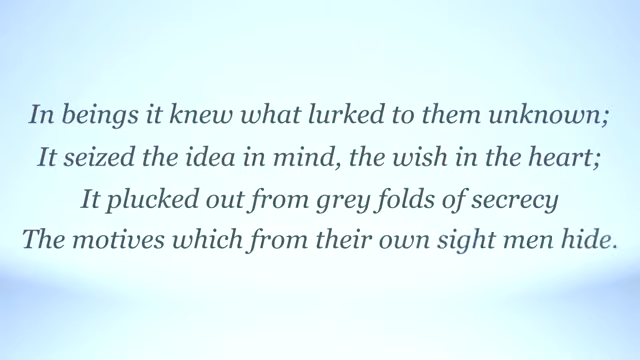 In beings it knew what lurked to them unknown;
It seized the idea in mind, the wish in the heart;
It plucked out from grey folds of secrecy
The motives which from their own sight men hide.